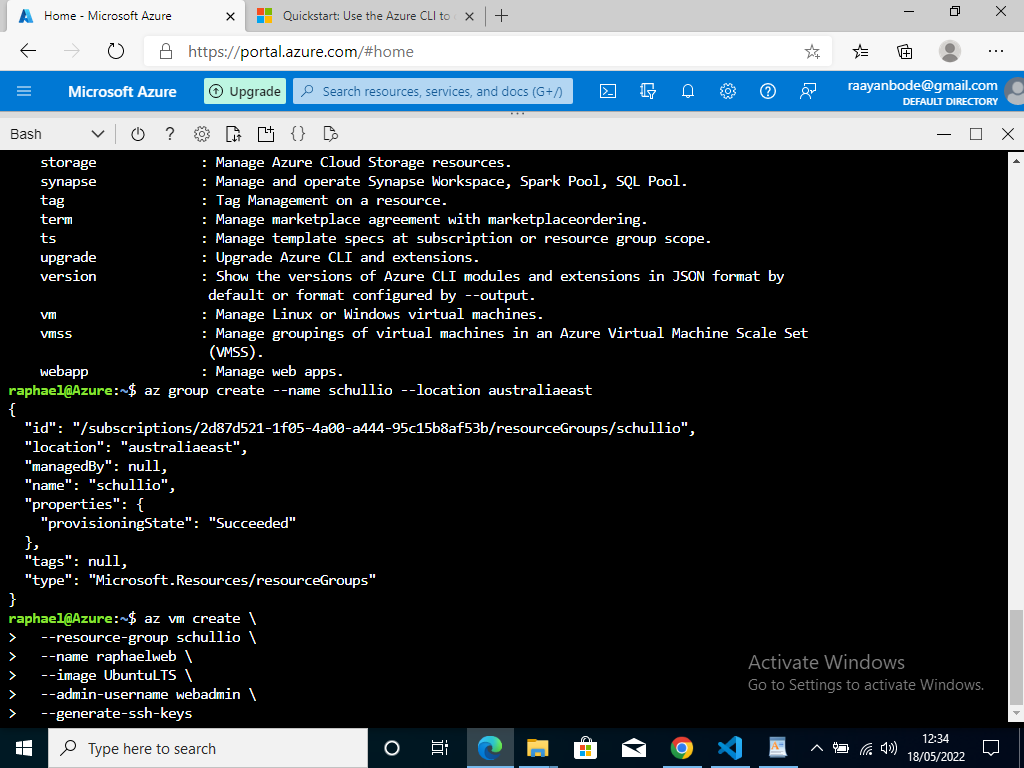 Home - Microsoft Azure
Quickstart: Use the Azure CLI to
https://portal.azure.com/#home
Microsoft Azure
Upgrade
Search resources, services, and docs (G+/)
raayanbode@gmail.com
DEFAULT DIRECTORY
Bash
storage : Manage Azure Cloud Storage resources.
synapse : Manage and operate Synapse Workspace, Spark Pool, SQL Pool.
tag : Tag Management on a resource.
term : Manage marketplace agreement with marketplaceordering.
ts : Manage template specs at subscription or resource group scope.
upgrade : Upgrade Azure CLI and extensions.
version : Show the versions of Azure CLI modules and extensions in JSON format by
default or format configured by --output.
vm : Manage Linux or Windows virtual machines.
vmss : Manage groupings of virtual machines in an Azure Virtual Machine Scale Set
(VMSS).
webapp : Manage web apps.
raphael@Azure:~$ az group create --name schullio --location australiaeast
{
"id": "/subscriptions/2d87d521-1f05-4a00-a444-95c15b8af53b/resourceGroups/schullio",
"location": "australiaeast",
"managedBy": null,
"name": "schullio",
"properties": {
"provisioningState": "Succeeded"
},
"tags": null,
"type": "Microsoft.Resources/resourceGroups"
}
raphael@Azure:~$ az vm create \
> --resource-group schullio \
> --name raphaelweb \
> --image UbuntuLTS \
> --admin-username webadmin \
> --generate-ssh-keys
Activate Windows
Go to Settings to activate Windows.
Type here to search
12:34
18/05/2022